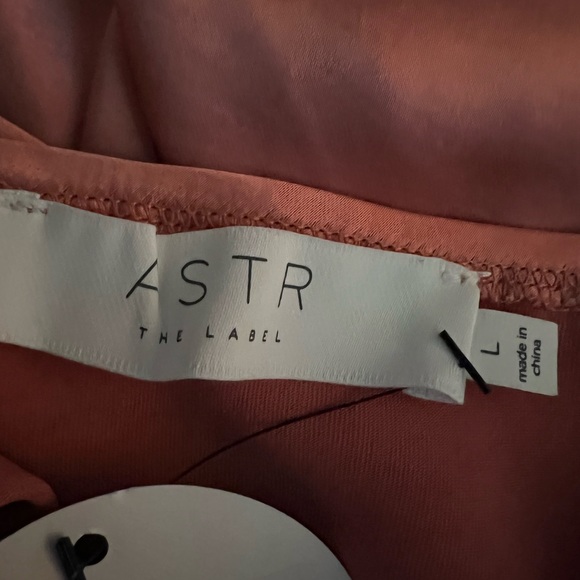 ASTR
THE LABEL
L
made in
china